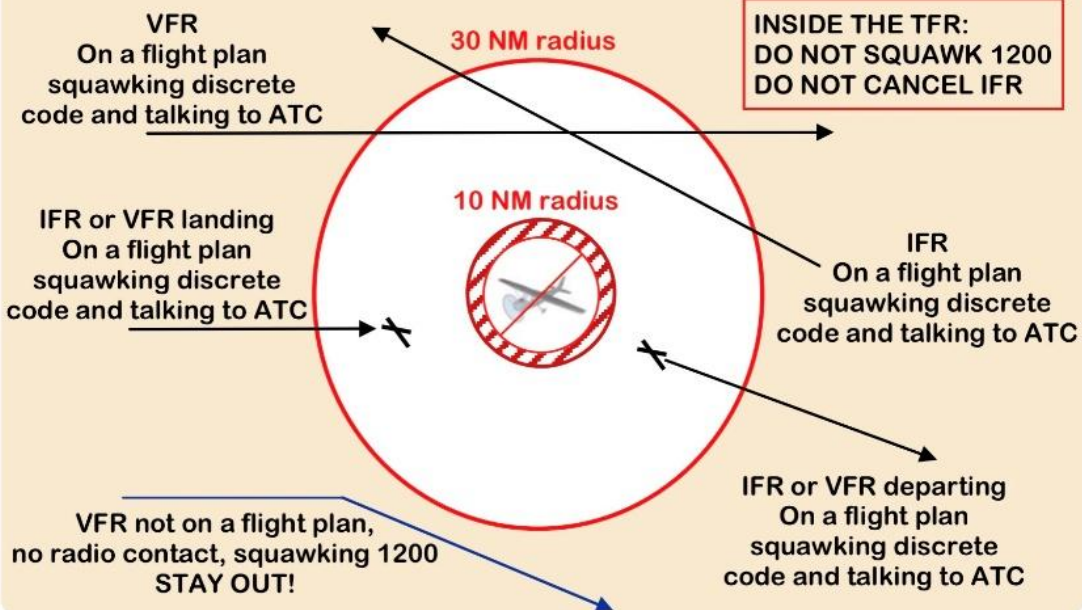 VFR
On a flight plan
squawking discrete
code and talking to ATC
30 NM radius
INSIDE THE TFR:
DO NOT SQUAWK 1200
DO NOT CANCEL IFR
10 NM radius
IFR or VFR landing
On a flight plan
squawking discrete
code and talking to ATC
IFR
On a flight plan
squawking discrete
code and talking to ATC
VFR not on a flight plan,
no radio contact, squawking 1200
STAY OUT!
IFR or VFR departing
On a flight plan
squawking discrete
code and talking to ATC